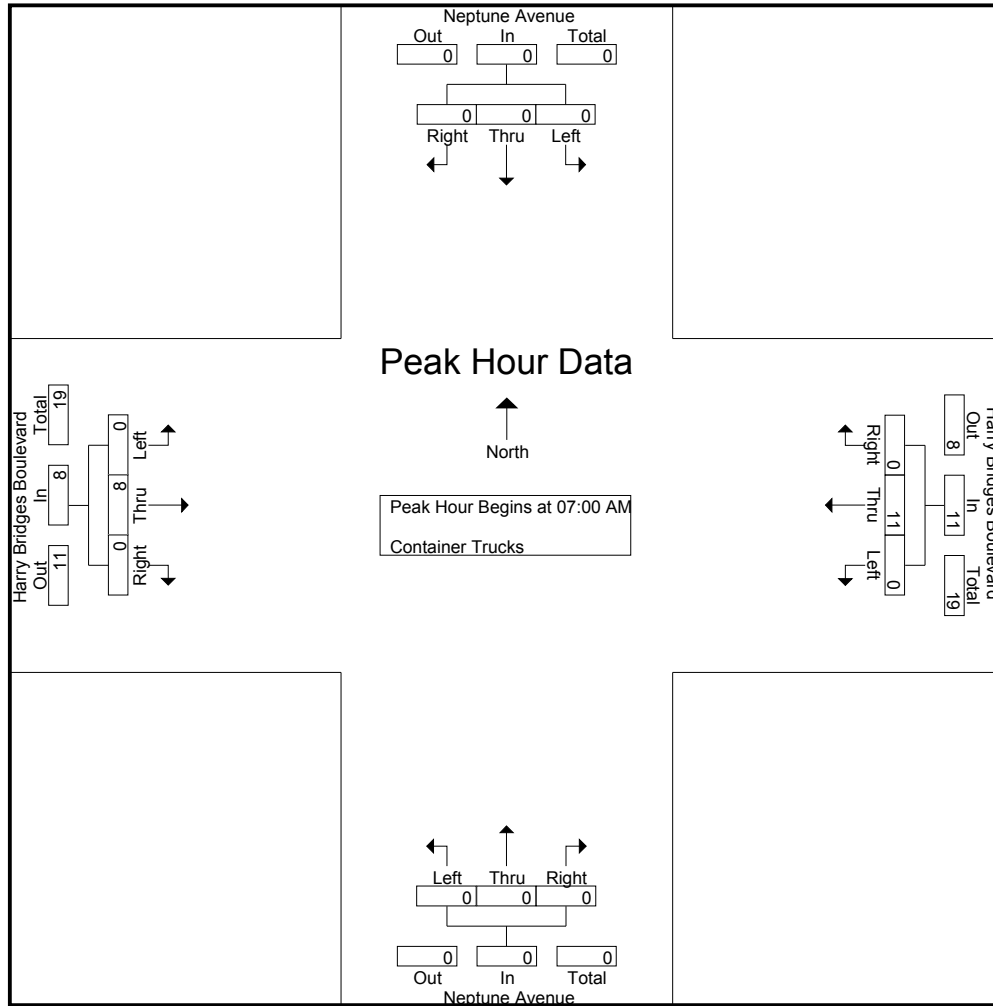 Neptune Avenue
Out In Total
0 0 0
0 0 0
Right Thru Left
Peak Hour Data
North
Peak Hour Begins at 07:00 AM
Container Trucks
Harry Bridges Boulevard
Total In Out
19 8 11
0 8 0
Left Thru Right
Harry Bridges Boulevard
Out In Total
8 11 19
0 11 0
Right Thru Left
Left Thru Right
0 0 0
0 0 0
Out In Total
Neptune Avenue